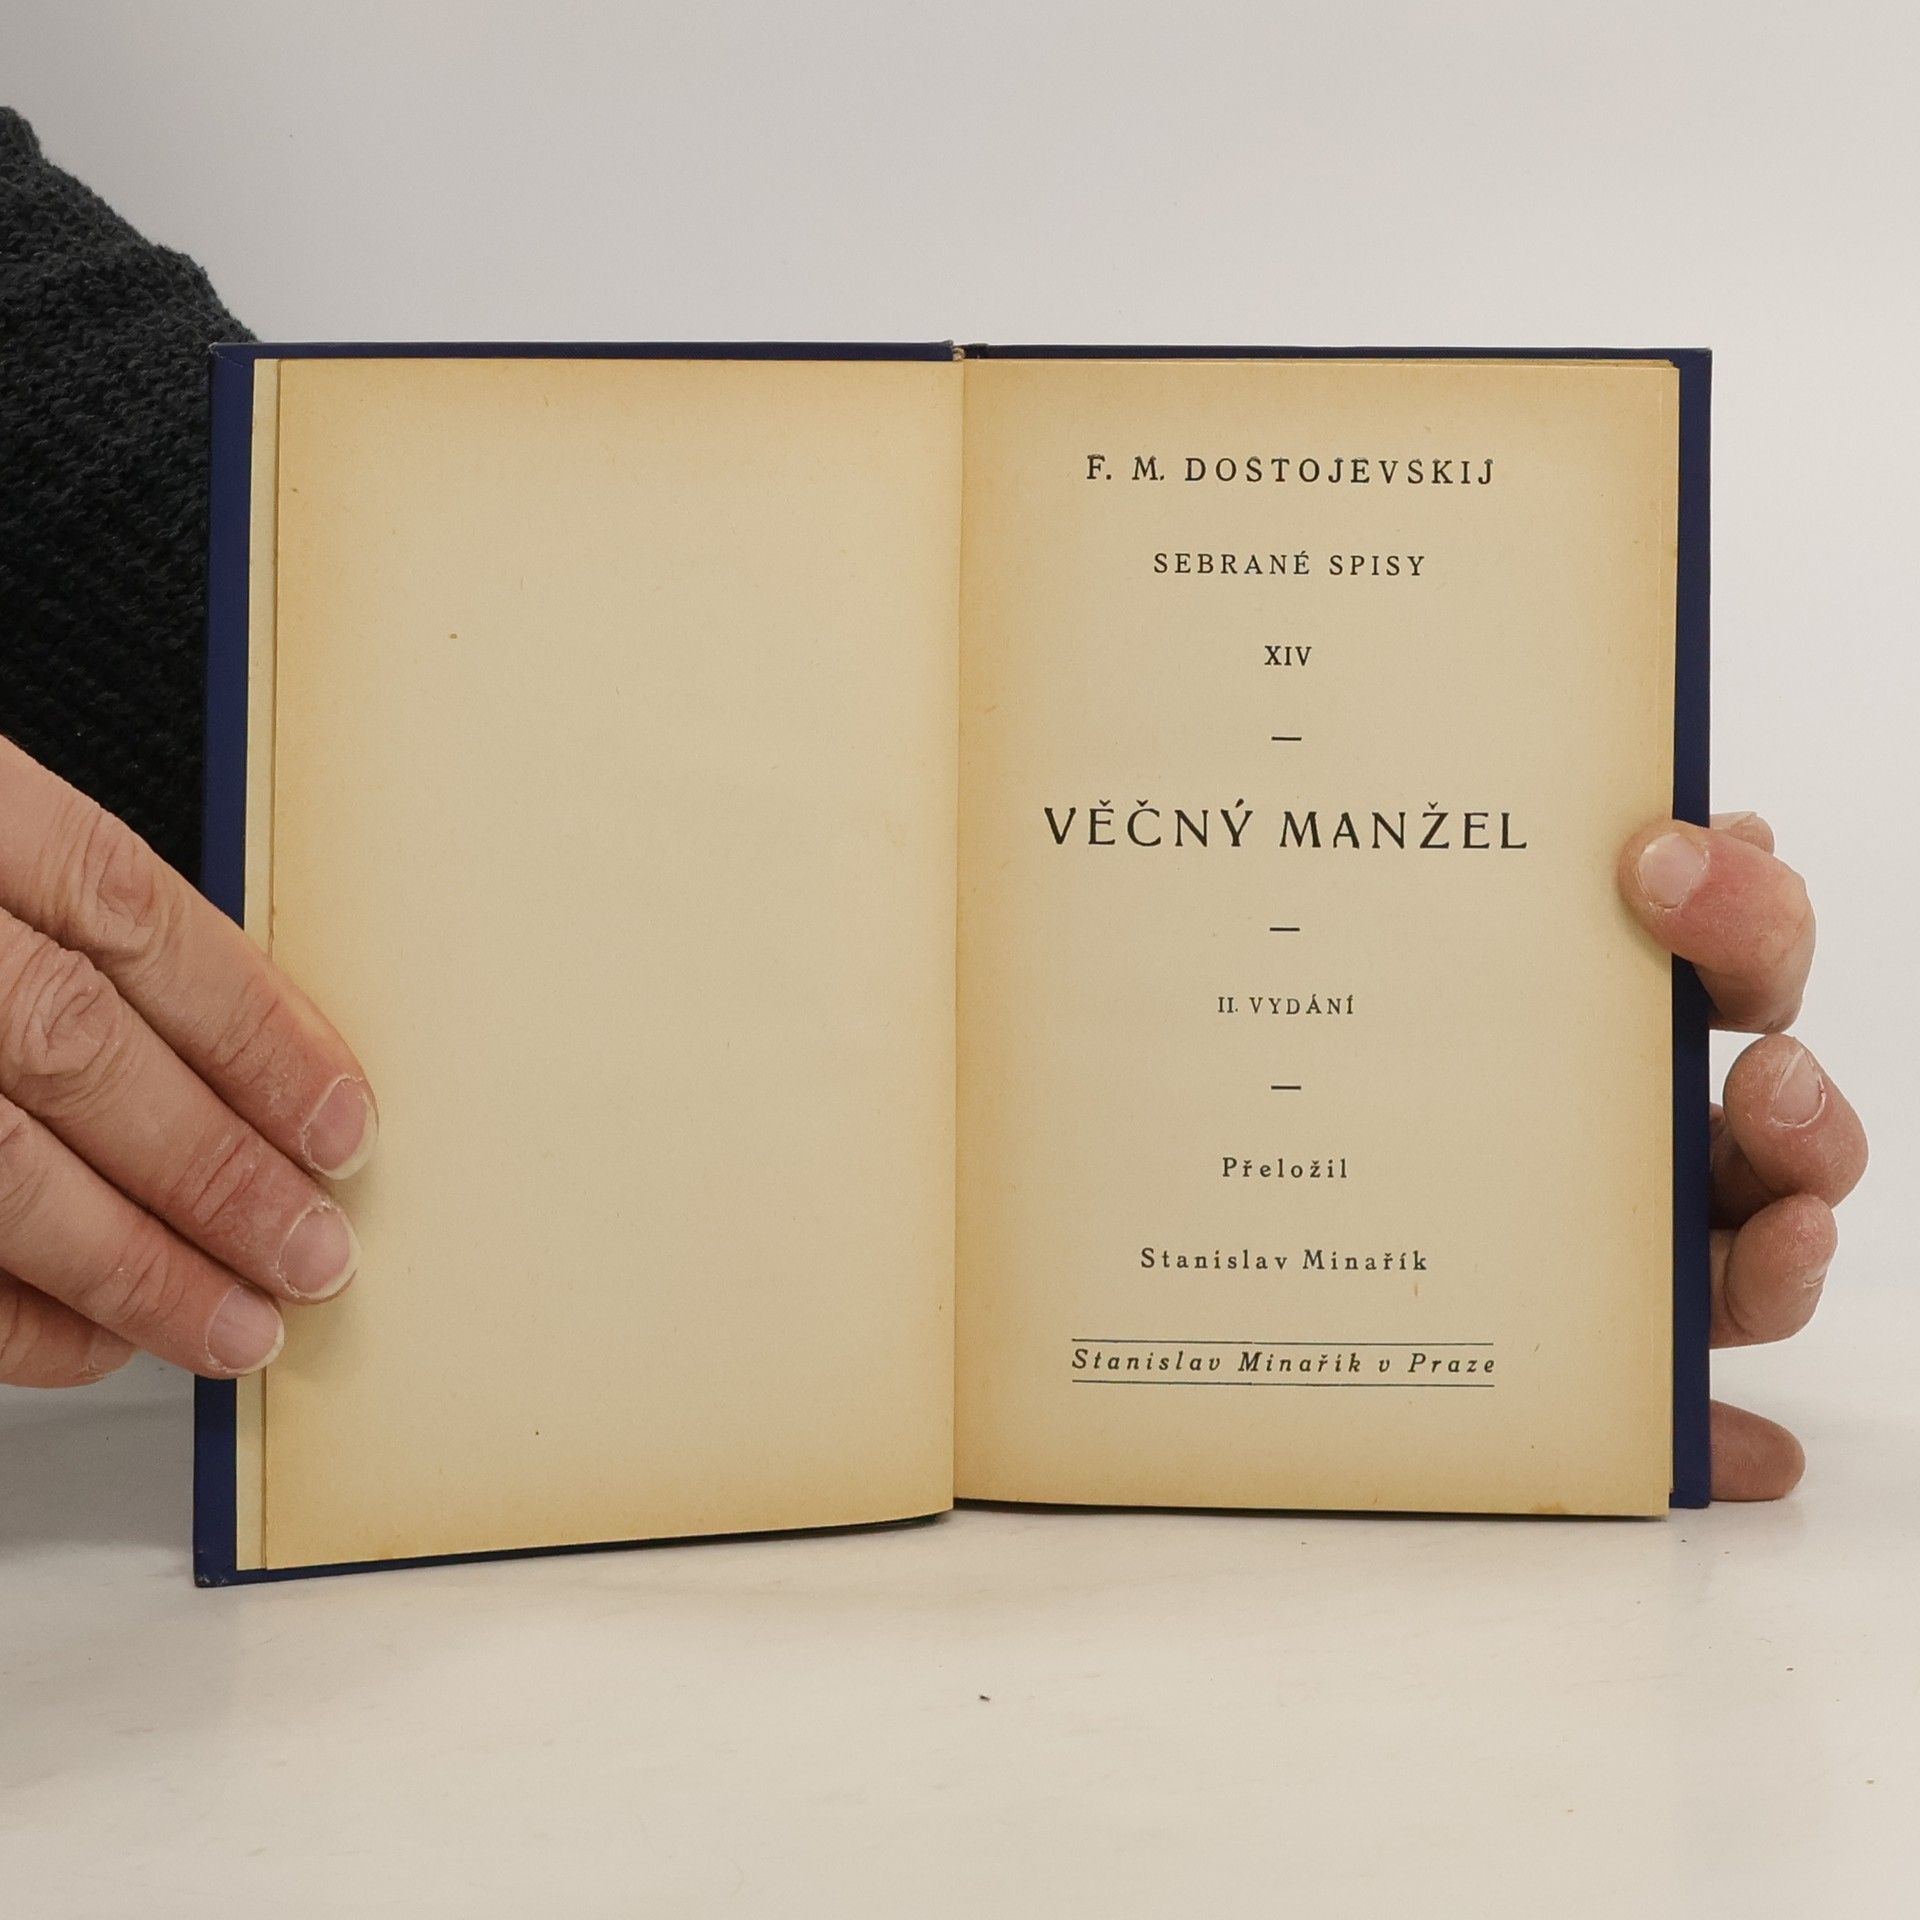 F. M. DOSTOJEVSKIJ
SEBRANÉ SPISY
XIV
—
VĚČNÝ MANŽEL
—
II. VYDÁNÍ
—
Přeložil
Stanislav Minařík
Stanislav Minařík v Praze